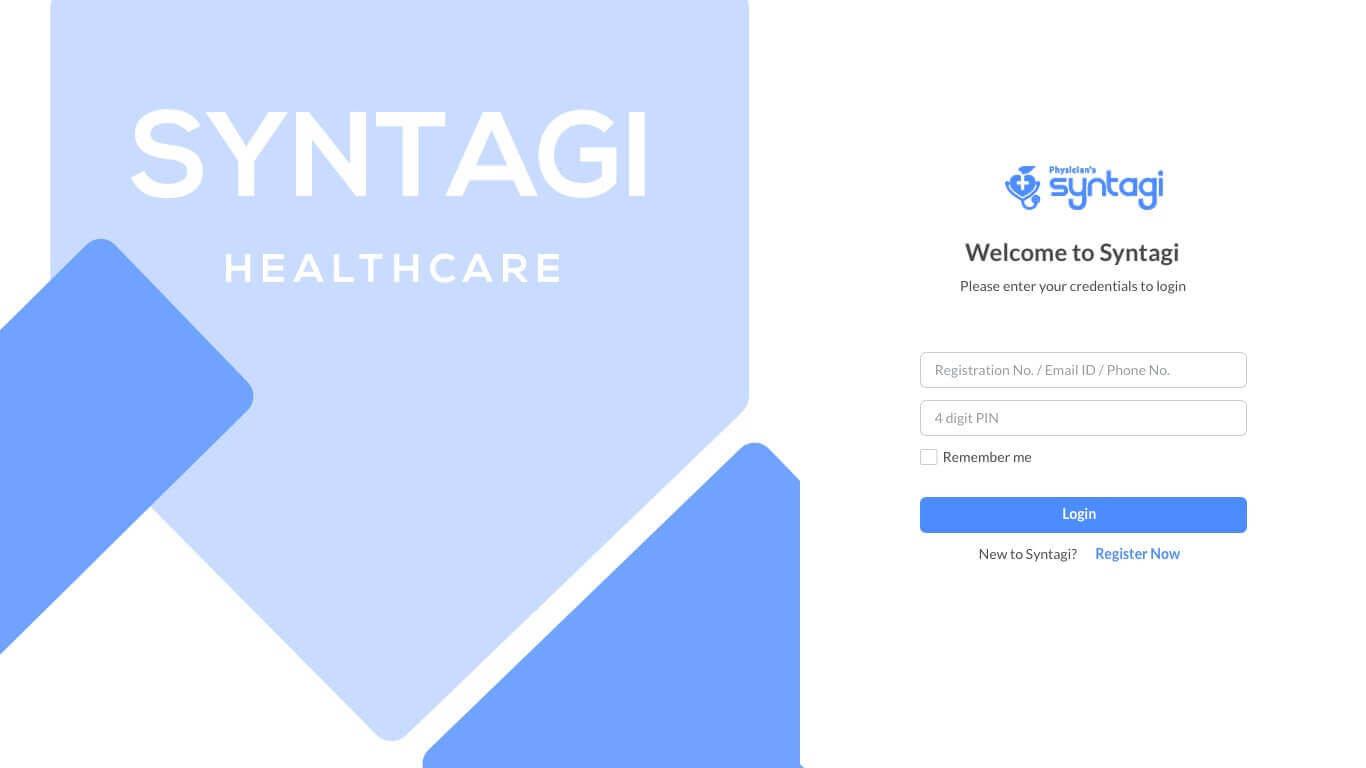 SYNTAGI
HEALTHCARE
Physician's
syntagi
Welcome to Syntagi
Please enter your credentials to login
Registration No. / Email ID / Phone No.
4 digit PIN
Remember me
Login
New to Syntagi? Register Now